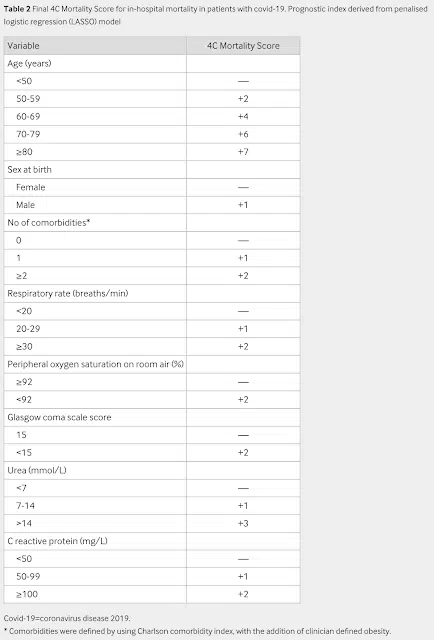 Table 2 Final 4C Mortality Score for in-hospital mortality in patients with covid-19. Prognostic index derived from penalised
logistic regression (LASSO) model
Variable 4C Mortality Score
Age (years)
<50 —
50-59 +2
60-69 +4
70-79 +6
≥80 +7
Sex at birth
Female —
Male +1
No of comorbidities*
0 —
1 +1
≥2 +2
Respiratory rate (breaths/min)
<20 —
20-29 +1
≥30 +2
Peripheral oxygen saturation on room air (%)
≥92 —
<92 +2
Glasgow coma scale score
15 —
<15 +2
Urea (mmol/L)
<7 —
7-14 +1
>14 +3
C reactive protein (mg/L)
<50 —
50-99 +1
≥100 +2
Covid-19=coronavirus disease 2019.
* Comorbidities were defined by using Charlson comorbidity index, with the addition of clinician defined obesity.